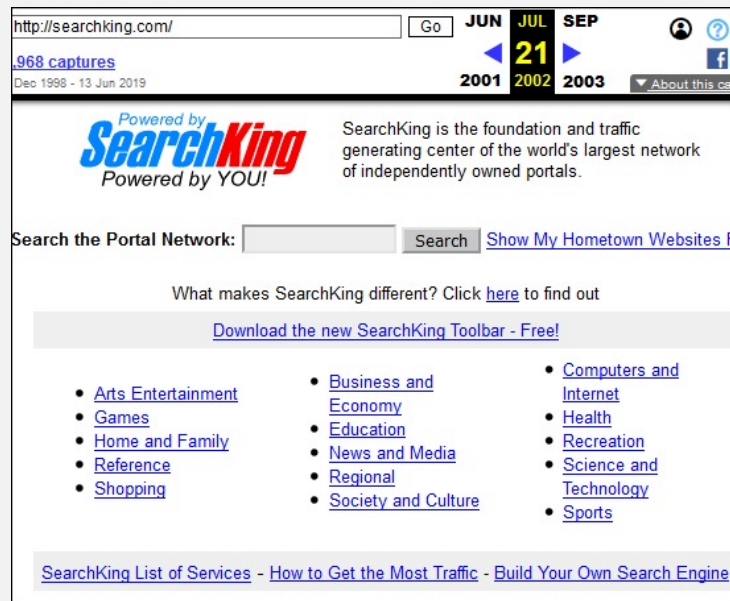 http://searchking.com/ Go JUN JUL SEP
,968 captures 21
Dec 1998 - 13 Jun 2019 2001 2002 2003 About this
Powered by
SearchKing
Powered by YOU!
SearchKing is the foundation and traffic
generating center of the world's largest network
of independently owned portals.
Search the Portal Network: Search Show My Hometown Websites
What makes SearchKing different? Click here to find out
Download the new SearchKing Toolbar - Free!
Arts Entertainment
Games
Home and Family
Reference
Shopping
Business and
Economy
Education
News and Media
Regional
Society and Culture
Computers and
Internet
Health
Recreation
Science and
Technology
Sports
SearchKing List of Services - How to Get the Most Traffic - Build Your Own Search Engine